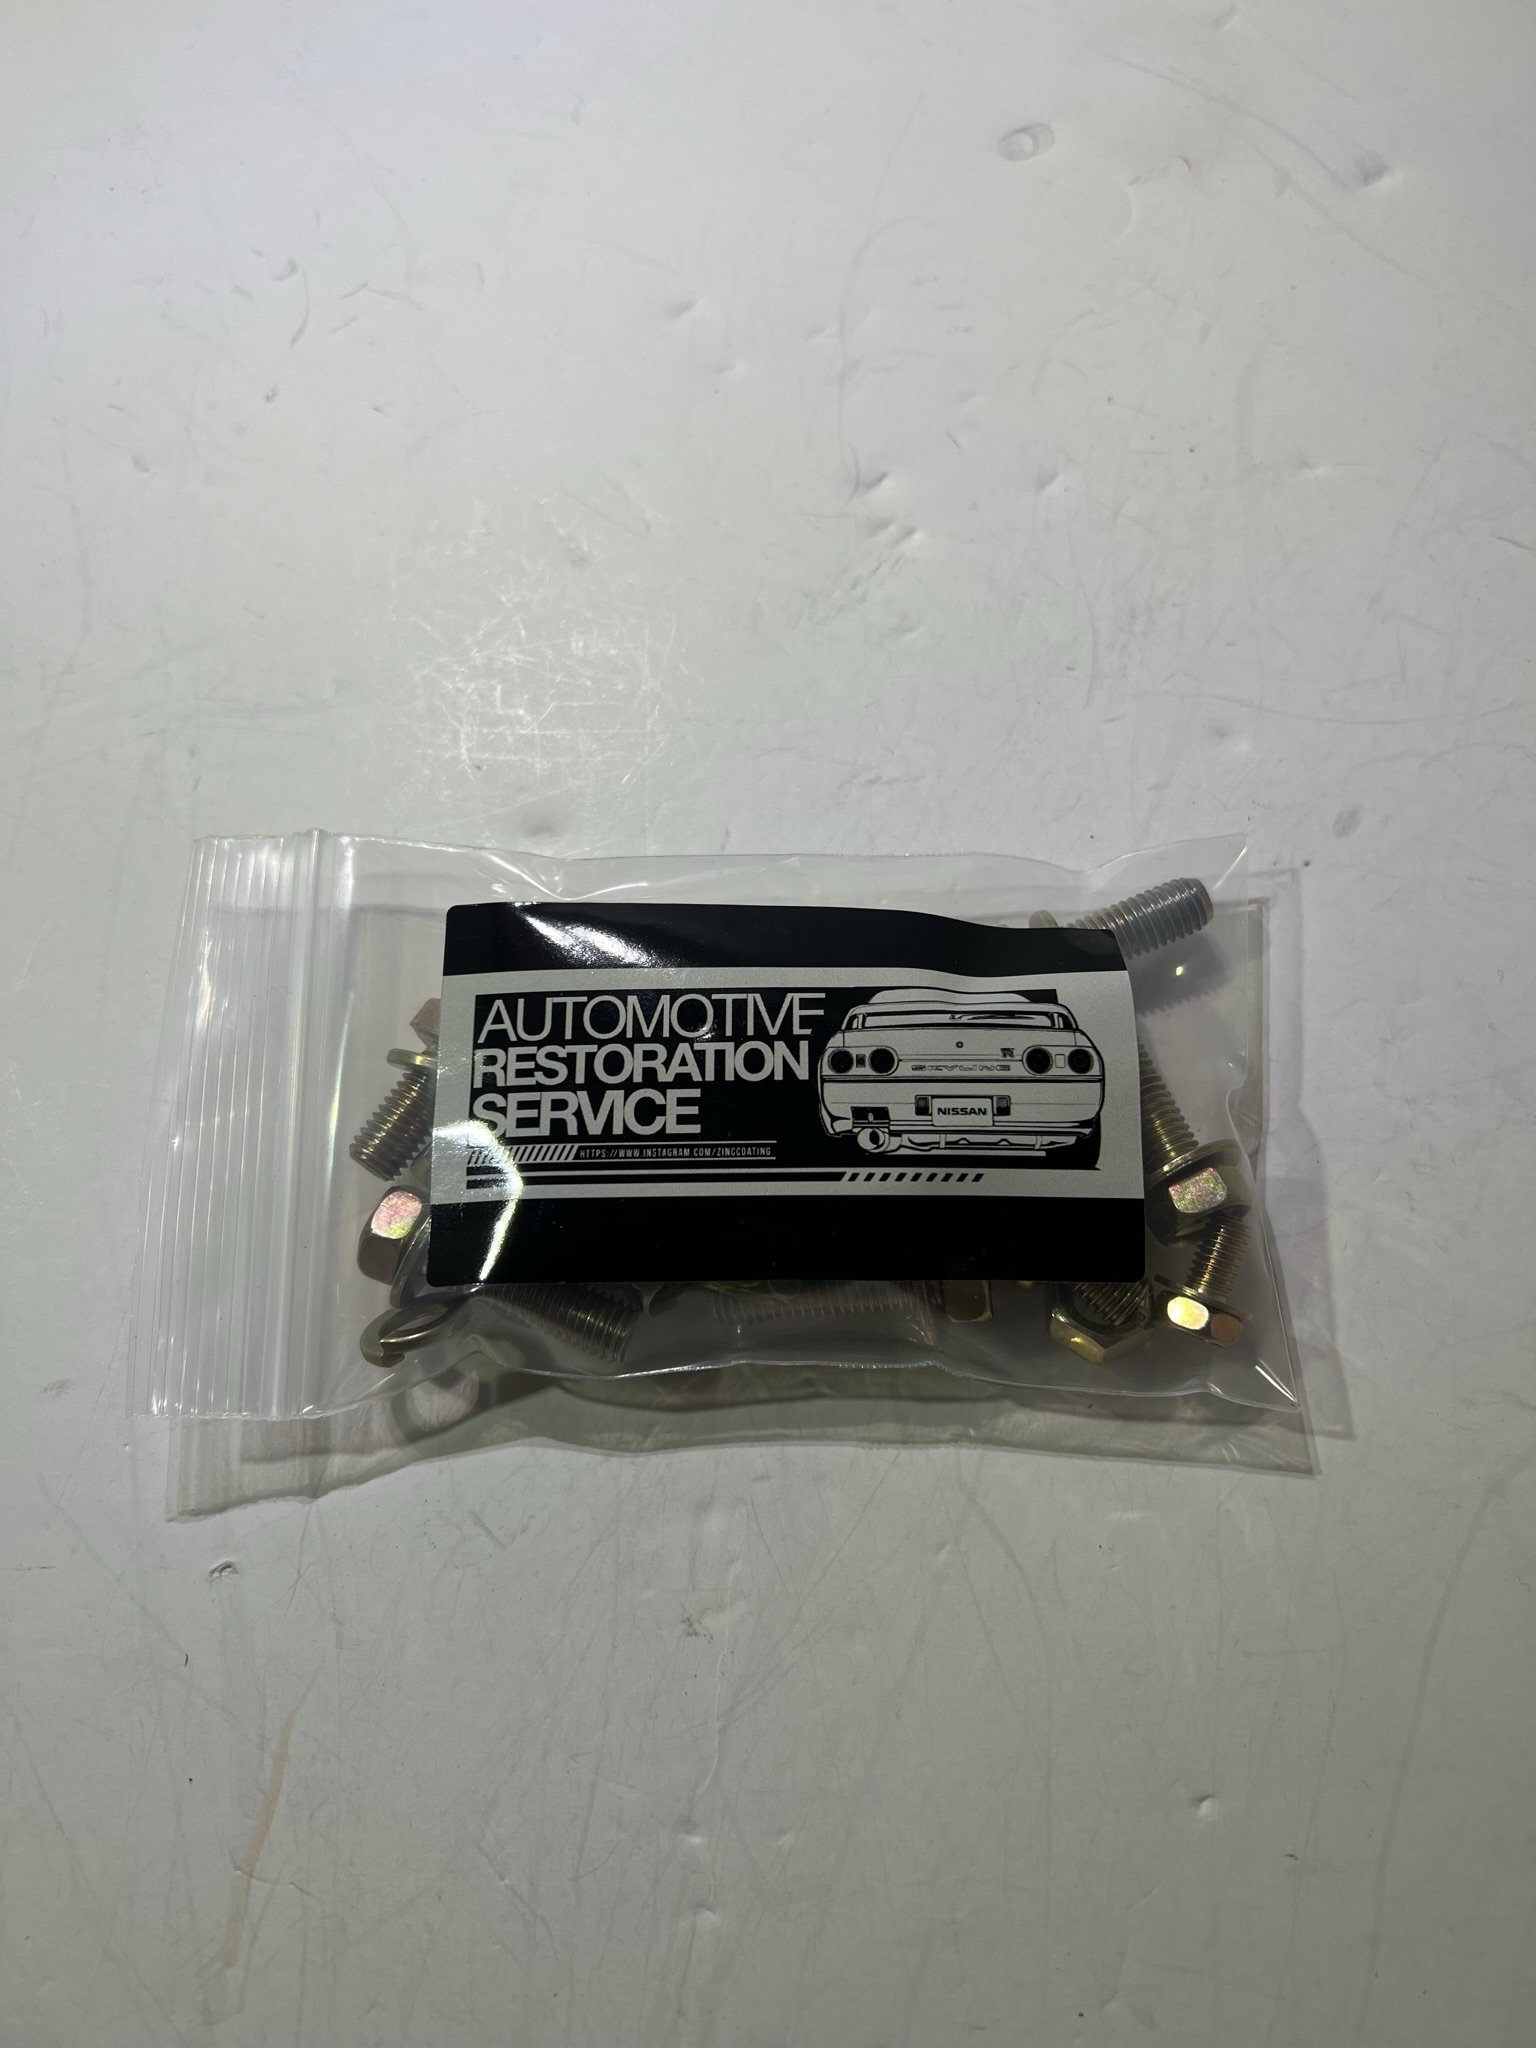 AUTOMOTIVE
RESTORATION
SERVICE
HTTPS://WWW.INSTAGRAM.COM/ZINCCOATING
R
SKYLINE
NISSAN